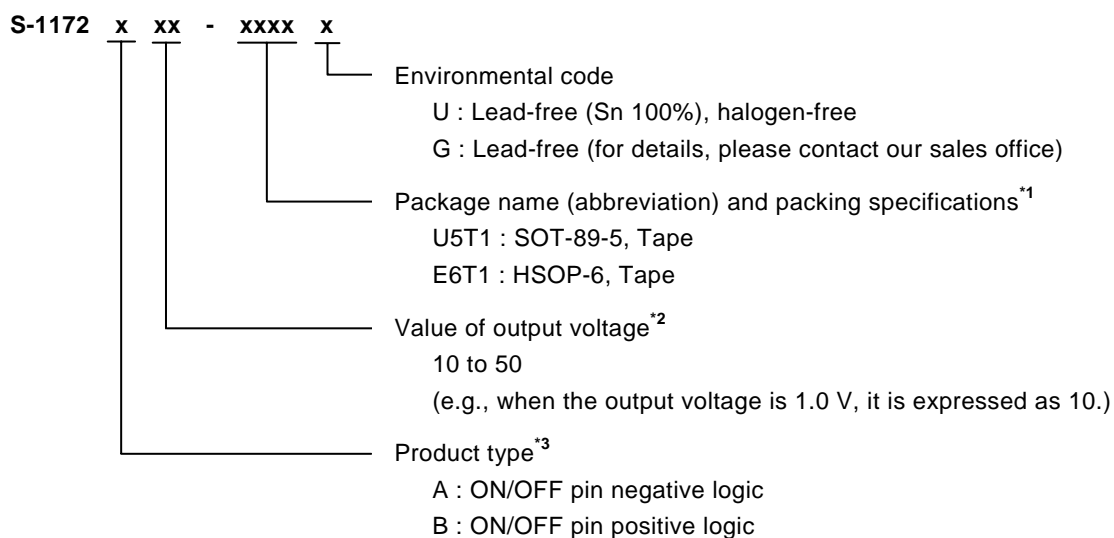 S-1172 x xx - xxxx x
Environmental code
U : Lead-free (Sn 100%), halogen-free
G : Lead-free (for details, please contact our sales office)
Package name (abbreviation) and packing specifications*1
U5T1 : SOT-89-5, Tape
E6T1 : HSOP-6, Tape
Value of output voltage*2
10 to 50
(e.g., when the output voltage is 1.0 V, it is expressed as 10.)
Product type*3
A : ON/OFF pin negative logic
B : ON/OFF pin positive logic